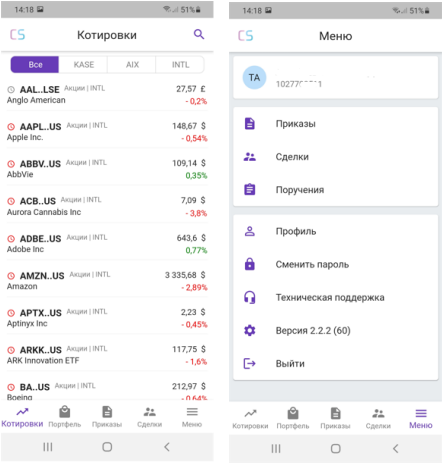 14:18
51%
CS
Котировки
Все
KASE
AIX
INTL
AAL..LSE Акции | INTL 27,57 £
Anglo American - 0,2%
AAPL..US Акции | INTL 148,67 $
Apple Inc. - 0,54%
ABBV..US Акции | INTL 109,14 $
AbbVie 0,35%
ACB..US Акции | INTL 7,09 $
Aurora Cannabis Inc - 3,8%
ADBE..US Акции | INTL 643,6 $
Adobe Inc 0,77%
AMZN..US Акции | INTL 3 335,68 $
Amazon - 2,89%
APTX..US Акции | INTL 2,23 $
Aptinyx Inc - 0,45%
ARKK..US Акции | INTL 117,75 $
ARK Innovation ETF - 1,6%
BA..US Акции | INTL 212,97 $
Boeing - 0,64%
Котировки Портфель Приказы Сделки Меню
14:18
51%
CS
Меню
TA
Приказы
Сделки
Поручения
Профиль
Сменить пароль
Техническая поддержка
Версия 2.2.2 (60)
Выйти
Котировки Портфель Приказы Сделки Меню